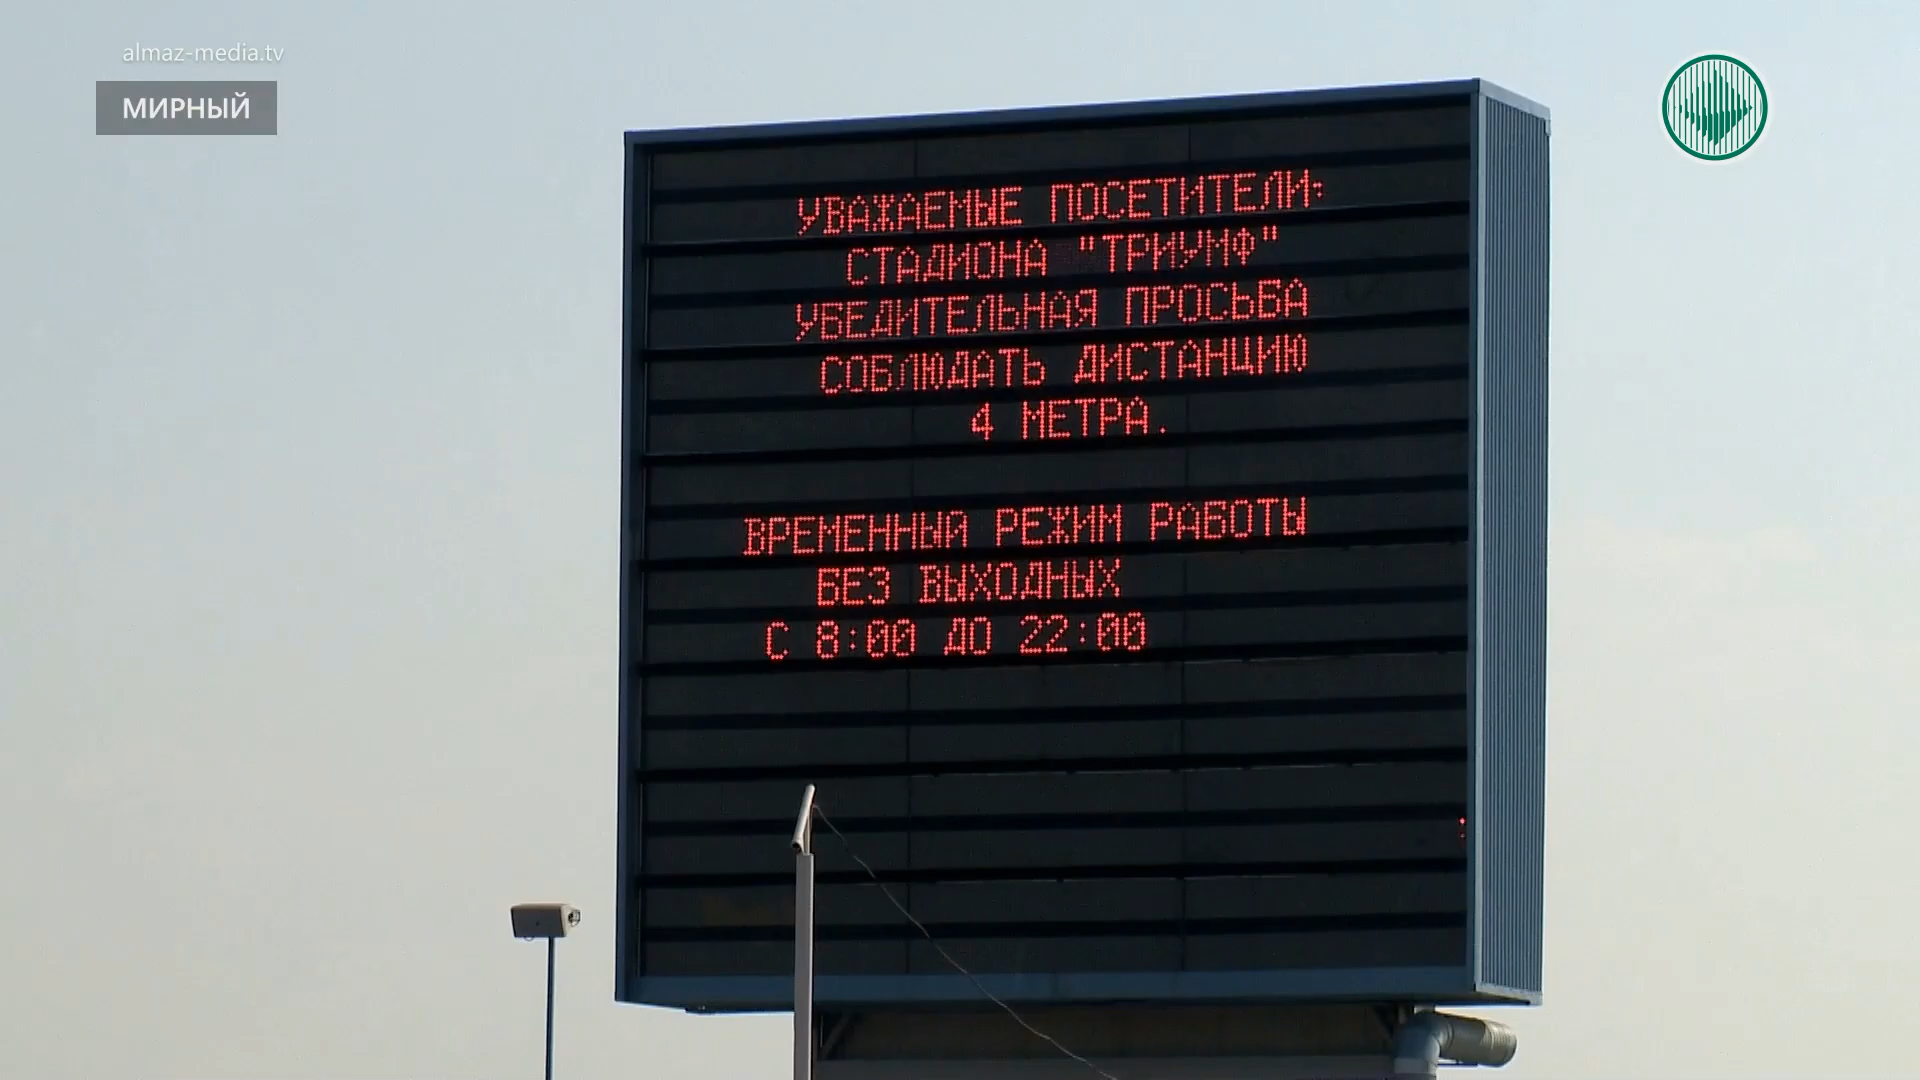 almaz-media.tv
МИРНЫЙ
УВАЖАЕМЫЕ ПОСЕТИТЕЛИ:
СТАДИОНА "ТРИУМФ"
УБЕДИТЕЛЬНАЯ ПРОСЬБА
СОБЛЮДАТЬ ДИСТАНЦИЮ
4 МЕТРА.
ВРЕМЕННЫЙ РЕЖИМ РАБОТЫ
БЕЗ ВЫХОДНЫХ
С 8:00 ДО 22:00